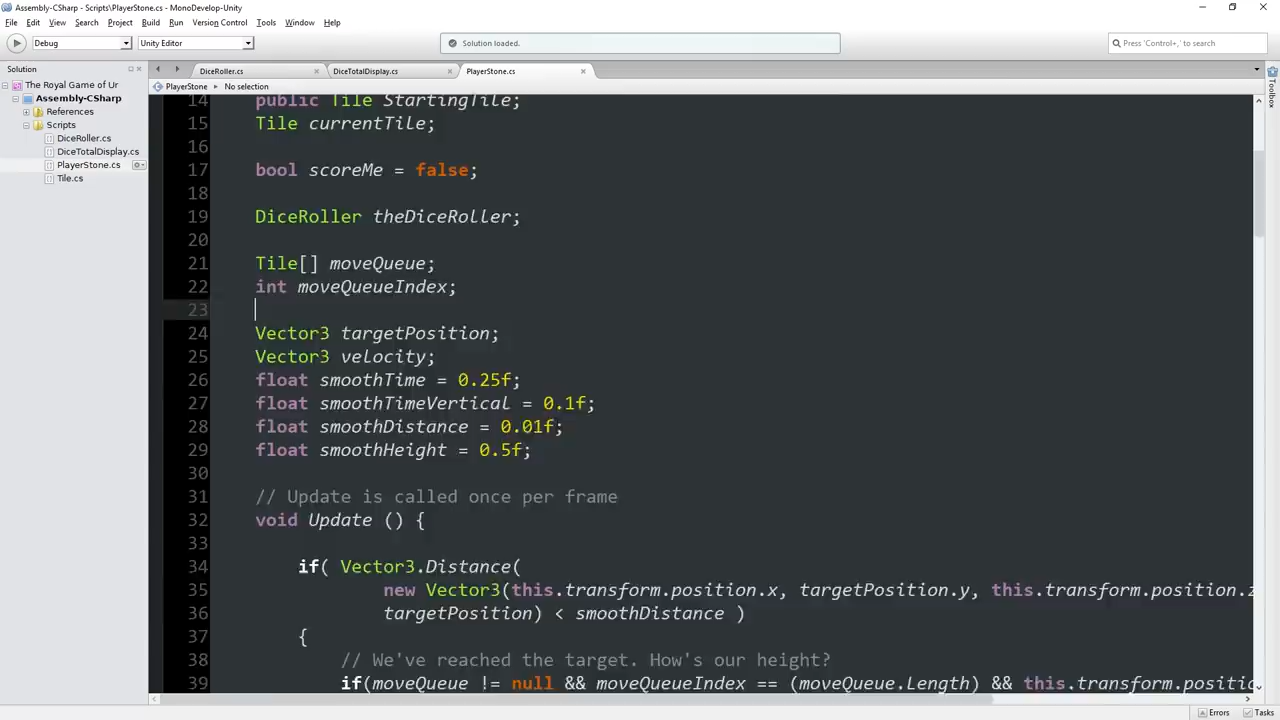 Assembly-CSharp - Scripts\PlayerStone.cs - MonoDevelop-Unity
File Edit View Search Project Build Run Version Control Tools Window Help
Debug Unity Editor Solution loaded. Press 'Control+,' to search
Solution DiceRoller.cs DiceTotalDisplay.cs PlayerStone.cs
The Royal Game of Ur PlayerStone No selection
Assembly-CSharp
References
Scripts
DiceRoller.cs
DiceTotalDisplay.cs
PlayerStone.cs
Tile.cs
Toolbox
14 public Tile StartingTile;
15 Tile currentTile;
16
17 bool scoreMe = false;
18
19 DiceRoller theDiceRoller;
20
21 Tile[] moveQueue;
22 int moveQueueIndex;
23
24 Vector3 targetPosition;
25 Vector3 velocity;
26 float smoothTime = 0.25f;
27 float smoothTimeVertical = 0.1f;
28 float smoothDistance = 0.01f;
29 float smoothHeight = 0.5f;
30
31 // Update is called once per frame
32 void Update () {
33
34 if( Vector3.Distance(
35 new Vector3(this.transform.position.x, targetPosition.y, this.transform.position.z
36 targetPosition) < smoothDistance )
37 {
38 // We've reached the target. How's our height?
39 if(moveQueue != null && moveQueueIndex == (moveQueue.Length) && this.transform.positio
Errors Tasks